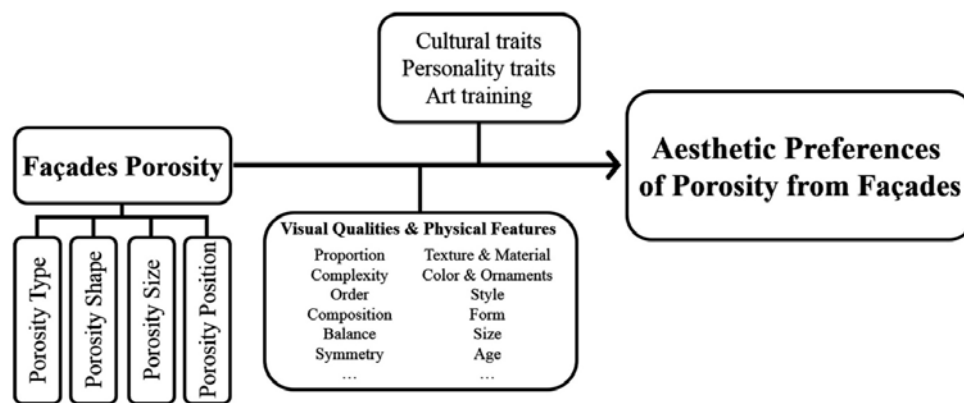 Cultural traits
Personality traits
Art training
Façades Porosity
Aesthetic Preferences
of Porosity from Façades
Porosity Type
Porosity Shape
Porosity Size
Porosity Position
Visual Qualities & Physical Features
Proportion Texture & Material
Complexity Color & Ornaments
Order Style
Composition Form
Balance Size
Symmetry Age
... ...